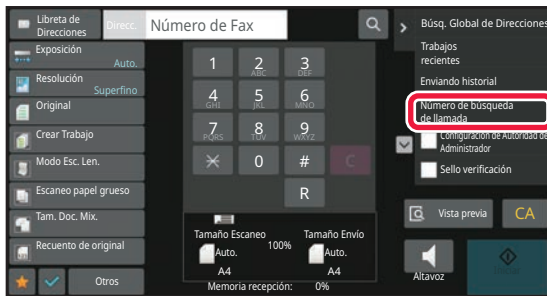 Libreta de
Direcciones
Direcc.
Número de Fax
Búsq. Global de Direcciones
Exposición
Auto.
Resolución
Superfino
Original
Crear Trabajo
Modo Esc. Len.
Escaneo papel grueso
Tam. Doc. Mix.
Recuento de original
Otros
1
2
ABC
3
DEF
4
GHI
5
JKL
6
MNO
7
PQRS
8
TUV
9
WXYZ
0
#
C
R
Tamaño Escaneo
100%
Tamaño Envío
Auto.
A4
Auto.
A4
Memoria recepción: 0%
Trabajos
recientes
Enviando historial
Número de búsqueda
de llamada
Configuración de Autoridad de
Administrador
Sello verificación
Vista previa
CA
Altavoz
Iniciar